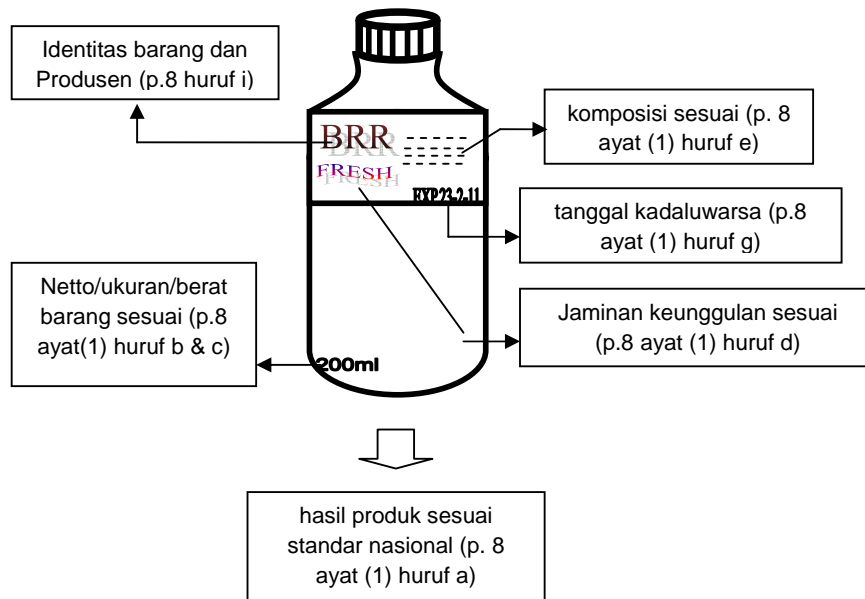 Identitas barang dan
Produsen (p.8 huruf i)
BRR
FRESH
EXP 23-2-11
komposisi sesuai (p. 8
ayat (1) huruf e)
tanggal kadaluwarsa (p.8
ayat (1) huruf g)
Netto/ukuran/berat
barang sesuai (p.8
ayat(1) huruf b & c)
Jaminan keunggulan sesuai
(p.8 ayat (1) huruf d)
200ml
hasil produk sesuai
standar nasional (p. 8
ayat (1) huruf a)